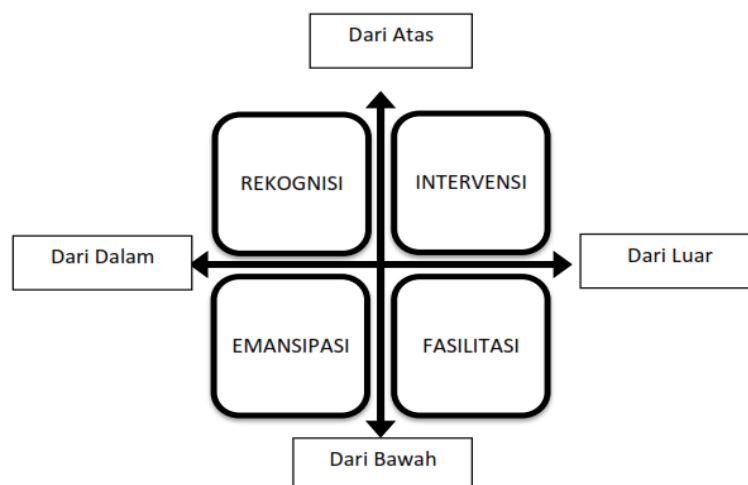 Dari Atas
REKOGNISI
INTERVENSI
Dari Dalam
Dari Luar
EMANSIPASI
FASILITASI
Dari Bawah